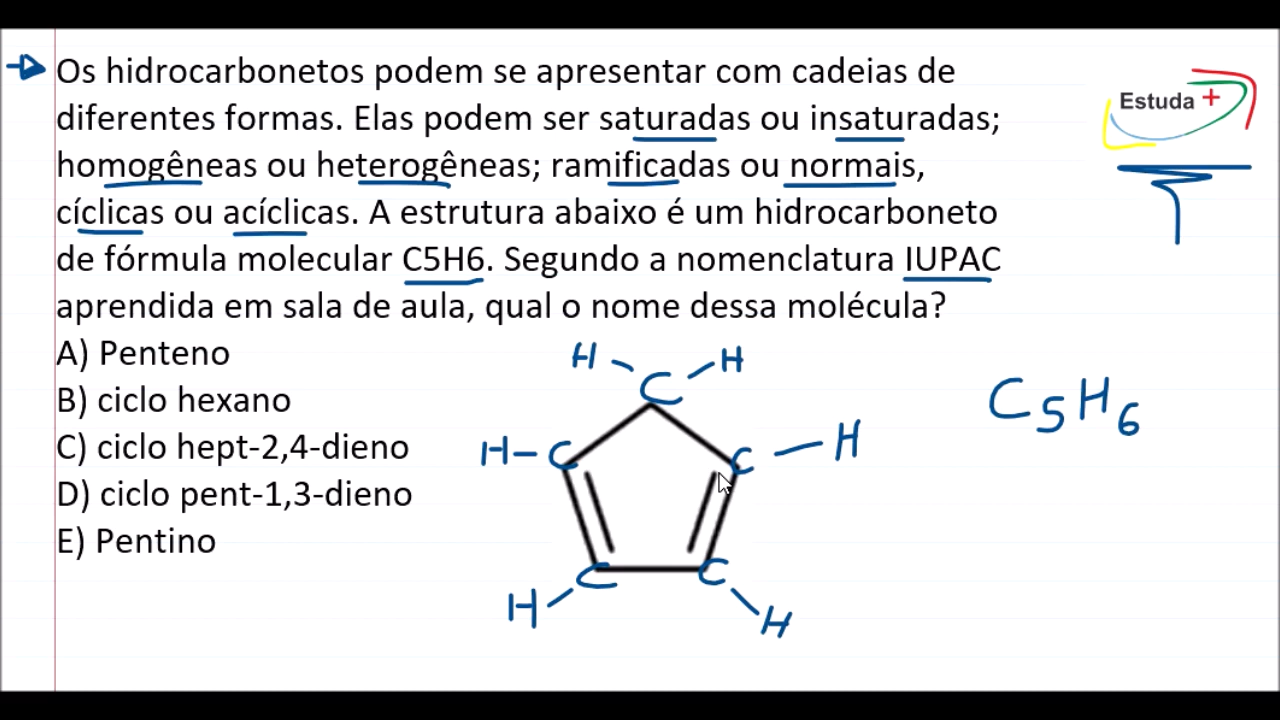 Os hidrocarbonetos podem se apresentar com cadeias de
diferentes formas. Elas podem ser saturadas ou insaturadas;
homogêneas ou heterogêneas; ramificadas ou normais,
cíclicas ou acíclicas. A estrutura abaixo é um hidrocarboneto
de fórmula molecular C5H6. Segundo a nomenclatura IUPAC
aprendida em sala de aula, qual o nome dessa molécula?
A) Penteno
B) ciclo hexano
C) ciclo hept-2,4-dieno
D) ciclo pent-1,3-dieno
E) Pentino
Estuda +
H H
C
H C C H
C C
H H
C5H6